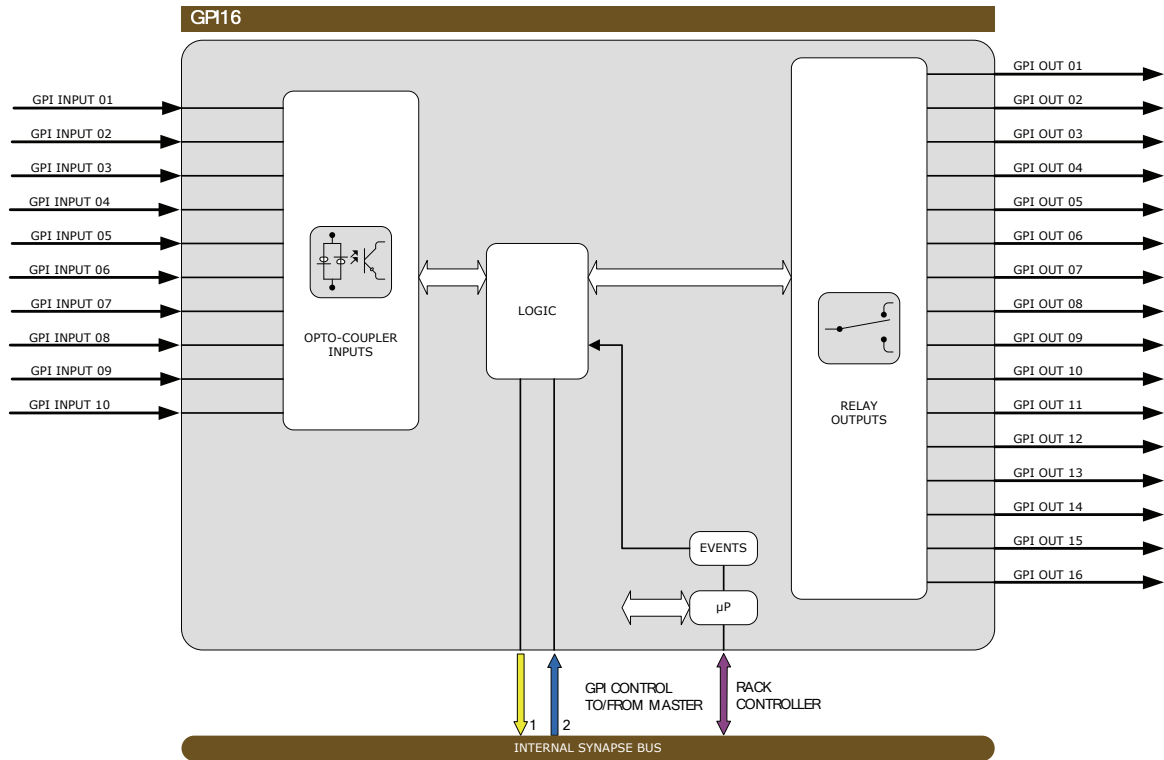 GPI16
GPI INPUT 01
GPI INPUT 02
GPI INPUT 03
GPI INPUT 04
GPI INPUT 05
GPI INPUT 06
GPI INPUT 07
GPI INPUT 08
GPI INPUT 09
GPI INPUT 10
OPTO-COUPLER
INPUTS
LOGIC
EVENTS
µP
RELAY
OUTPUTS
GPI OUT 01
GPI OUT 02
GPI OUT 03
GPI OUT 04
GPI OUT 05
GPI OUT 06
GPI OUT 07
GPI OUT 08
GPI OUT 09
GPI OUT 10
GPI OUT 11
GPI OUT 12
GPI OUT 13
GPI OUT 14
GPI OUT 15
GPI OUT 16
1
2
GPI CONTROL
TO/FROM MASTER
RACK
CONTROLLER
INTERNAL SYNAPSE BUS